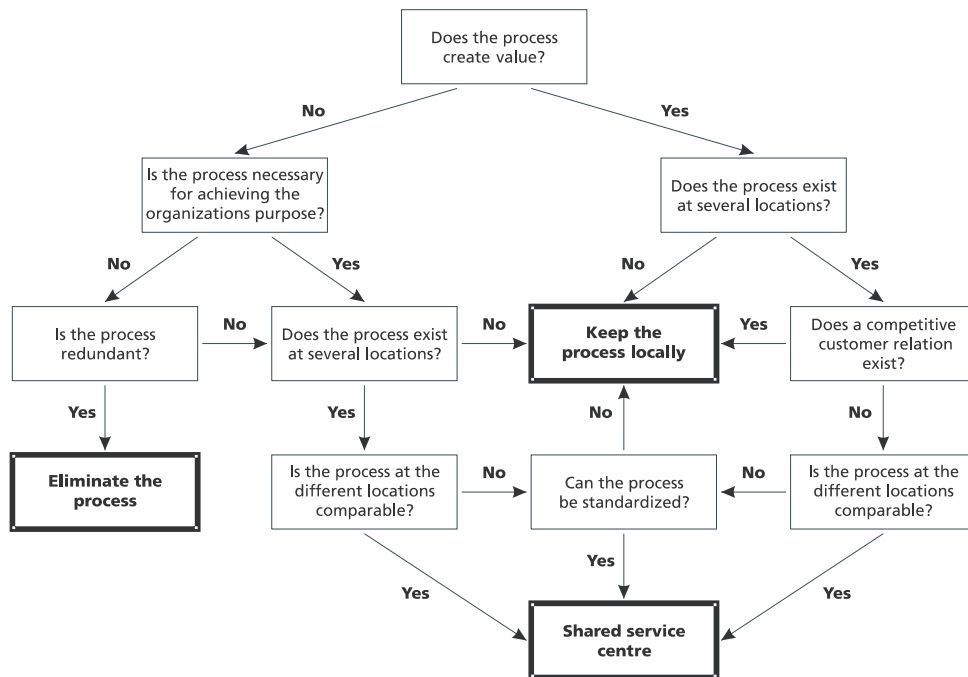 Does the process
create value?
No
Yes
Is the process necessary
for achieving the
organizations purpose?
Does the process exist
at several locations?
No
Yes
No
Yes
Is the process
redundant?
No
Does the process exist
at several locations?
No
Keep the
process locally
Yes
Does a competitive
customer relation
exist?
Yes
Yes
No
No
Eliminate the
process
Is the process at the
different locations
comparable?
No
Can the process
be standardized?
No
Is the process at the
different locations
comparable?
Yes
Yes
Yes
Shared service
centre